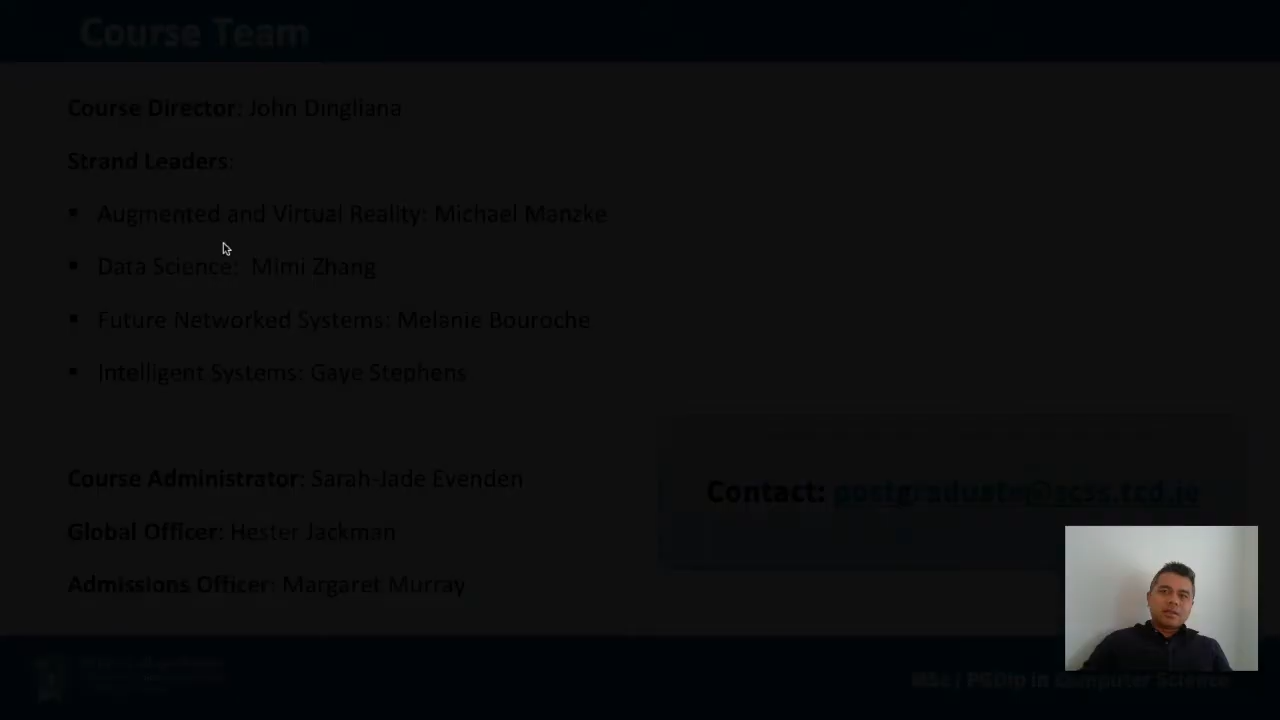 Course Team
Course Director: John Dingliana
Strand Leaders:
▪ Augmented and Virtual Reality: Michael Manzke
▪ Data Science: Mimi Zhang
▪ Future Networked Systems: Melanie Bouroche
▪ Intelligent Systems: Gaye Stephens
Course Administrator: Sarah-Jade Evenden
Contact: postgraduate@scss.tcd.ie
Global Officer: Hester Jackman
Admissions Officer: Margaret Murray
MSc / PGDip in Computer Science